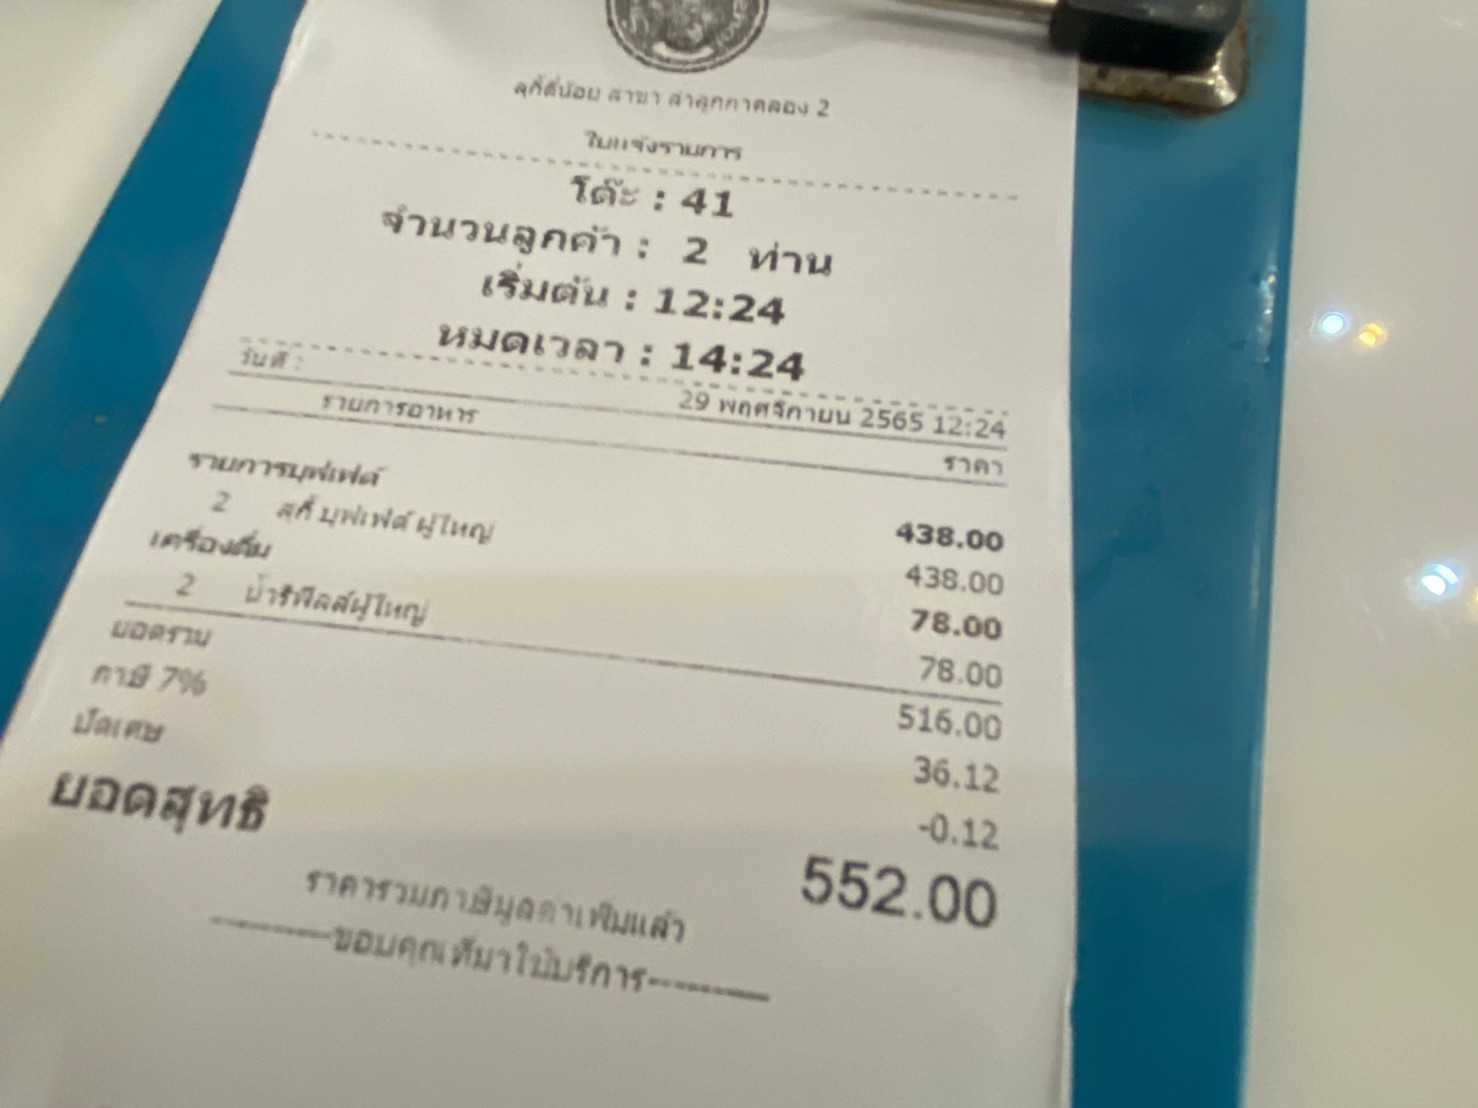 สุกี้ตี๋น้อย สาขา ลำลูกกาคลอง 2
ใบแจ้งรายการ
โต๊ะ : 41
จำนวนลูกค้า : 2 ท่าน
เริ่มต้น : 12:24
หมดเวลา : 14:24
วันที่ : 29 พฤศจิกายน 2565 12:24
รายการอาหาร ราคา
รายการบุฟเฟต์ 438.00
2 สุกี้ บุฟเฟต์ ผู้ใหญ่ 438.00
เครื่องดื่ม 78.00
2 น้ำรีฟิลล์ผู้ใหญ่ 78.00
ยอดรวม 516.00
ภาษี 7% 36.12
ปัดเศษ -0.12
ยอดสุทธิ 552.00
ราคารวมภาษีมูลค่าเพิ่มแล้ว
----------ขอบคุณที่มาใช้บริการ----------